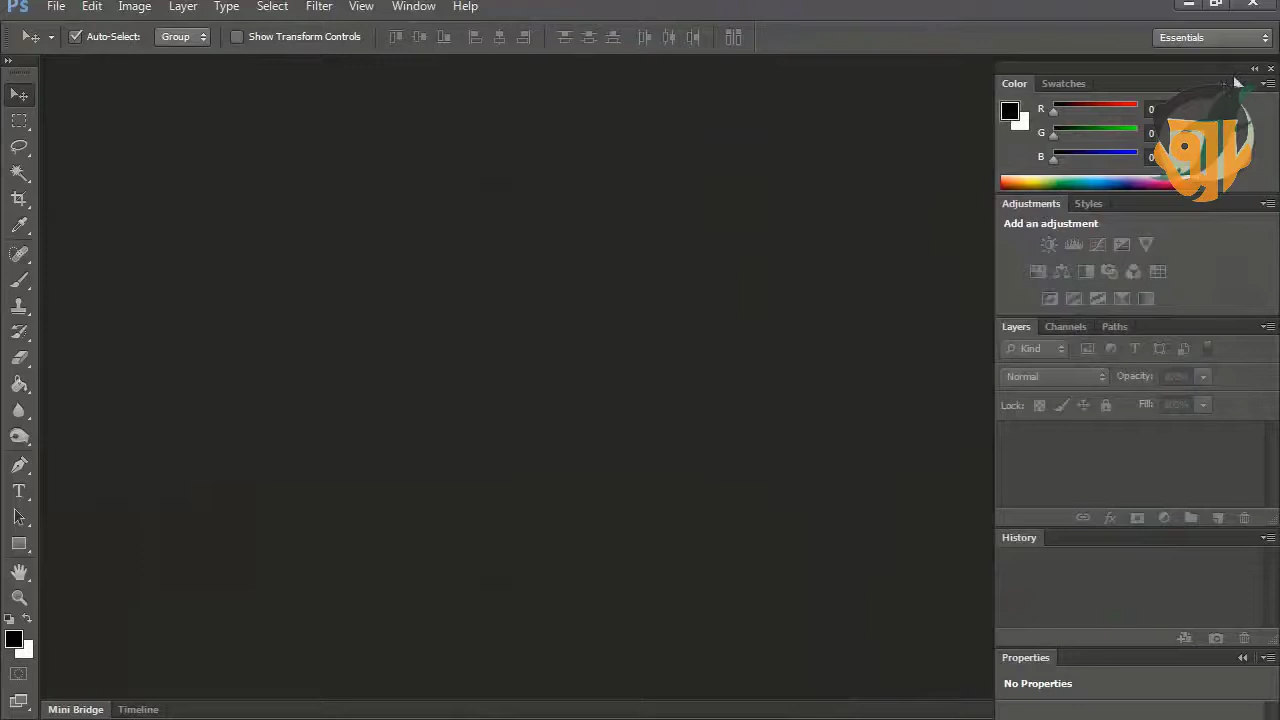 Ps File Edit Image Layer Type Select Filter View Window Help
Auto-Select: Group Show Transform Controls Essentials
Color Swatches
R 0
G 0
B 0
Adjustments Styles
Add an adjustment
Layers Channels Paths
Kind
Normal Opacity: 100%
Lock: Fill: 100%
History
Properties
No Properties
Mini Bridge Timeline